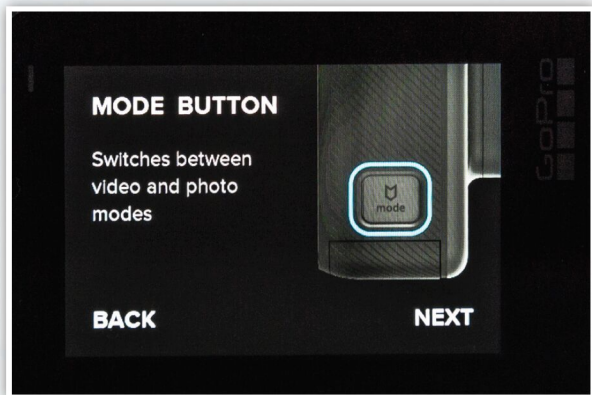 MODE BUTTON
Switches between
video and photo
modes
mode
BACK
NEXT
GoPro